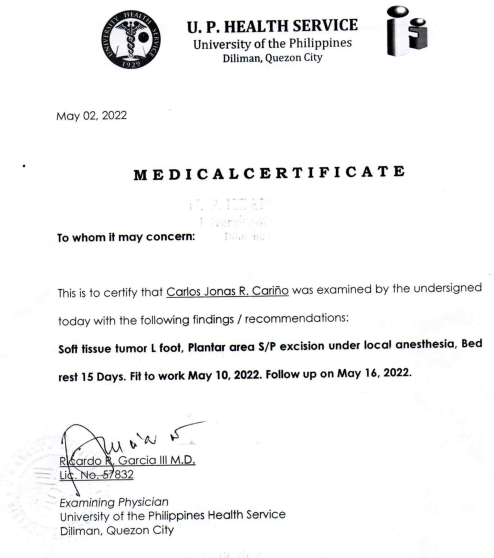 UNIVERSITY HEALTH SERVICE
1929
U. P. HEALTH SERVICE
University of the Philippines
Diliman, Quezon City
May 02, 2022
MEDICALCERTIFICATE
To whom it may concern:
This is to certify that Carlos Jonas R. Cariño was examined by the undersigned
today with the following findings / recommendations:
Soft tissue tumor L foot, Plantar area S/P excision under local anesthesia, Bed
rest 15 Days. Fit to work May 10, 2022. Follow up on May 16, 2022.
Ricardo R. Garcia III M.D.
Lic. No. 57832
Examining Physician
University of the Philippines Health Service
Diliman, Quezon City